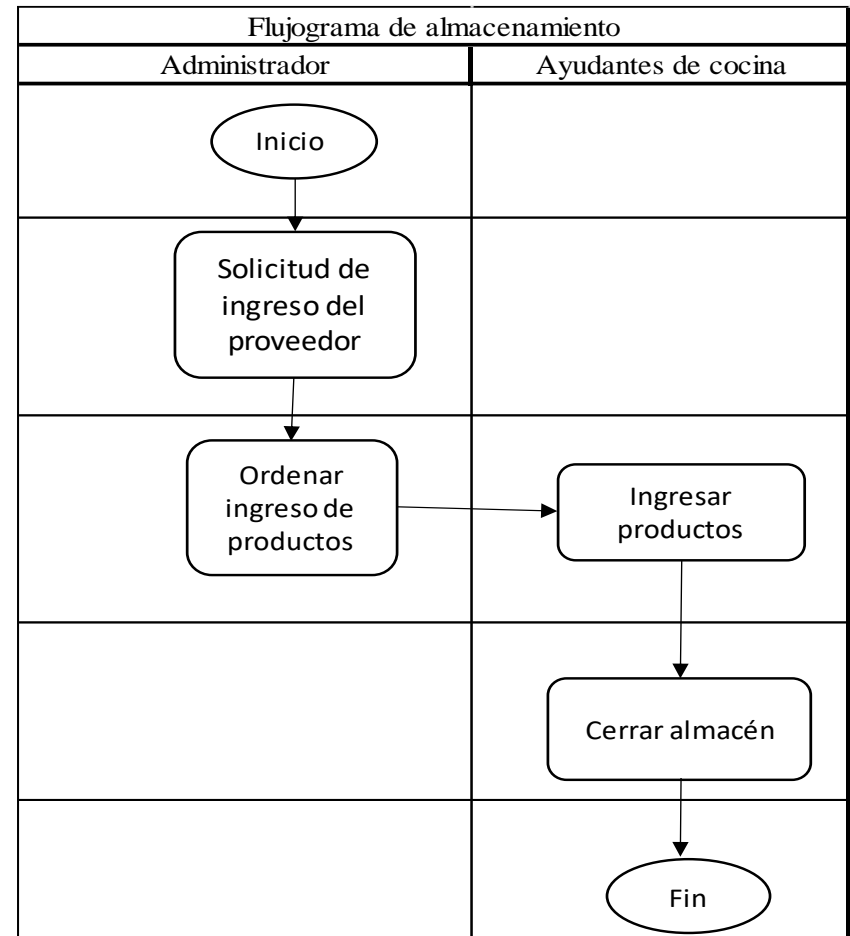 Flujograma de almacenamiento
Administrador
Ayudantes de cocina
Inicio
Solicitud de
ingreso del
proveedor
Ordenar
ingreso de
productos
Ingresar
productos
Cerrar almacén
Fin